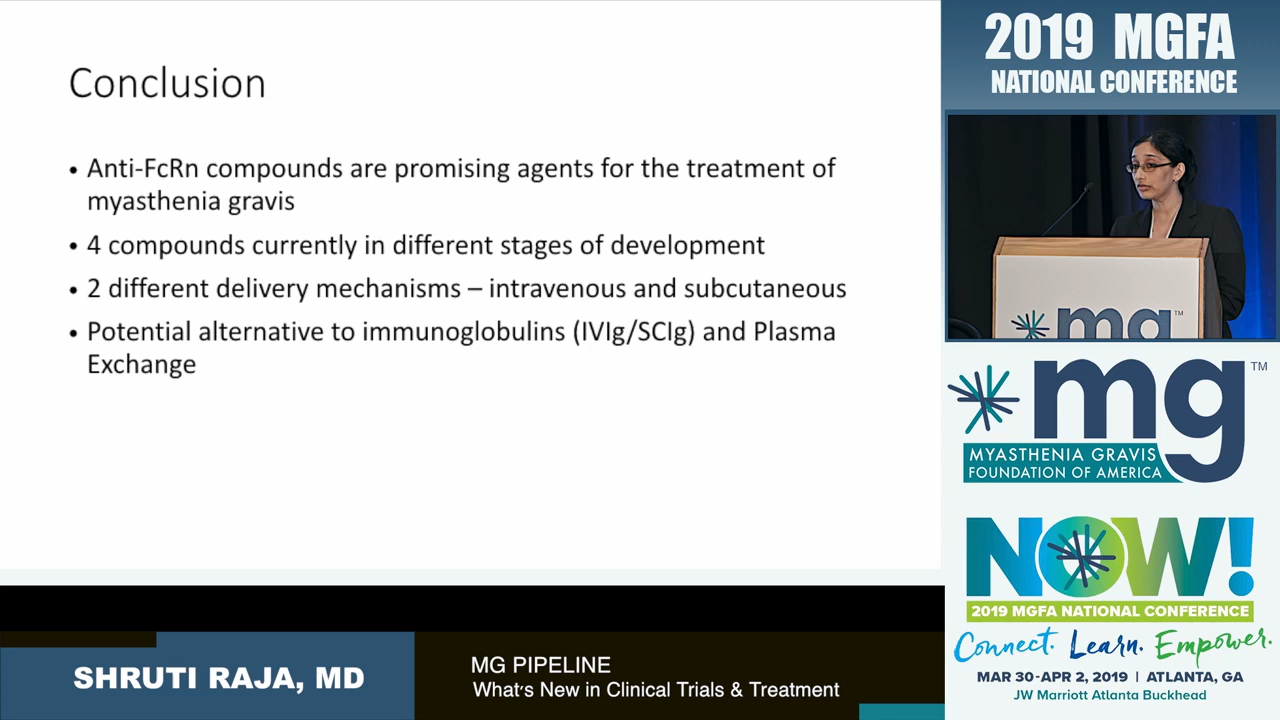 Conclusion
• Anti-FcRn compounds are promising agents for the treatment of
myasthenia gravis
• 4 compounds currently in different stages of development
• 2 different delivery mechanisms – intravenous and subcutaneous
• Potential alternative to immunoglobulins (IVIg/SCIg) and Plasma
Exchange
SHRUTI RAJA, MD
MG PIPELINE
What's New in Clinical Trials & Treatment
2019 MGFA
NATIONAL CONFERENCE
mg™
mg™
MYASTHENIA GRAVIS
FOUNDATION OF AMERICA
NOW!
2019 MGFA NATIONAL CONFERENCE
Connect. Learn. Empower.
MAR 30-APR 2, 2019 | ATLANTA, GA
JW Marriott Atlanta Buckhead